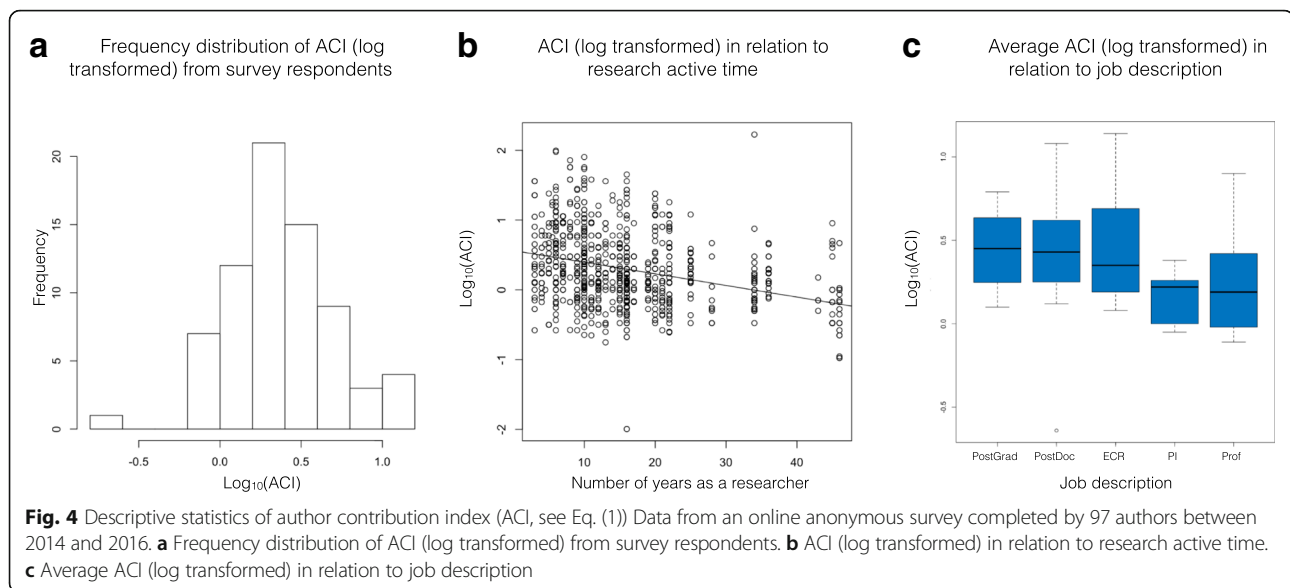 a
Frequency distribution of ACI (log
transformed) from survey respondents
Frequency
20
15
10
5
0
-0.5
0.0
0.5
1.0
Log₁₀(ACI)
b
ACI (log transformed) in relation to
research active time
Log₁₀(ACI)
2
1
0
-1
-2
10
20
30
40
Number of years as a researcher
c
Average ACI (log transformed) in
relation to job description
Log₁₀(ACI)
1.0
0.5
0.0
-0.5
PostGrad
PostDoc
ECR
PI
Prof
Job description
Fig. 4 Descriptive statistics of author contribution index (ACI, see Eq. (1)) Data from an online anonymous survey completed by 97 authors between
2014 and 2016. a Frequency distribution of ACI (log transformed) from survey respondents. b ACI (log transformed) in relation to research active time.
c Average ACI (log transformed) in relation to job description